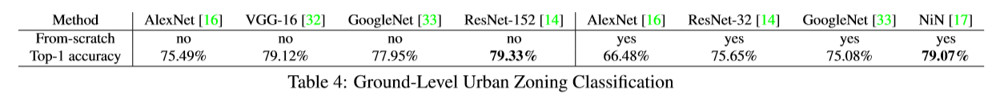 Method AlexNet [16] VGG-16 [32] GoogleNet [33] ResNet-152 [14] AlexNet [16] ResNet-32 [14] GoogleNet [33] NiN [17]
From-scratch no no no no yes yes yes yes
Top-1 accuracy 75.49% 79.12% 77.95% 79.33% 66.48% 75.65% 75.08% 79.07%
Table 4: Ground-Level Urban Zoning Classification